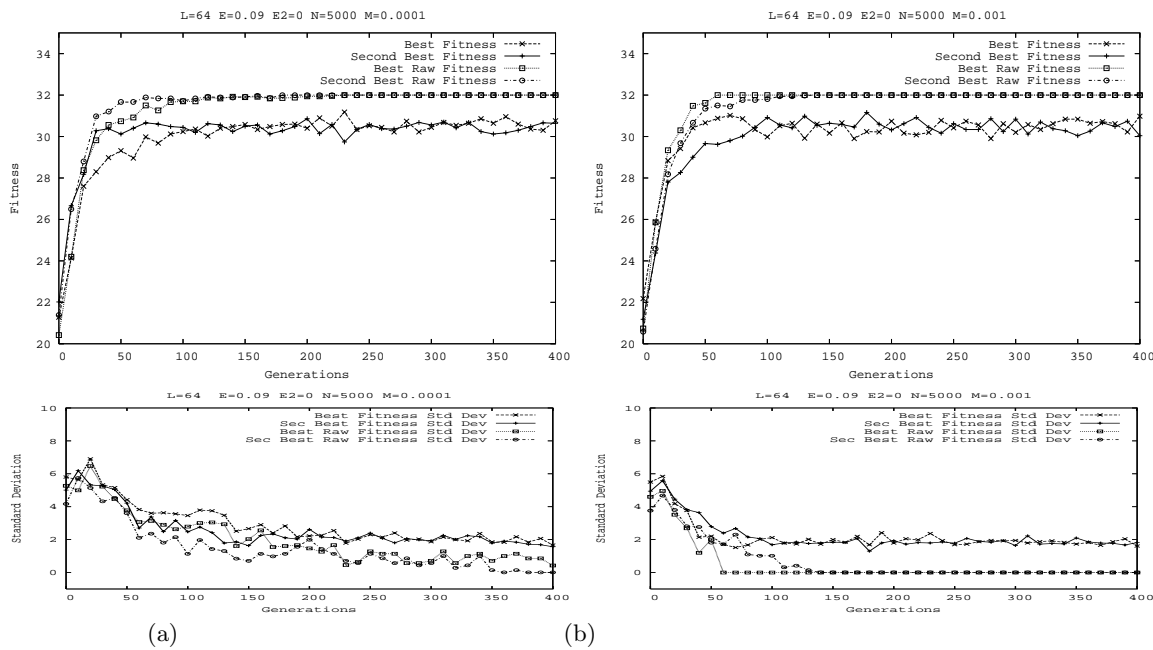 L=64 E=0.09 E2=0 N=5000 M=0.0001
Fitness
34
32
30
28
26
24
22
20
Best Fitness
Second Best Fitness
Best Raw Fitness
Second Best Raw Fitness
0 50 100 150 200 250 300 350 400
Generations
L=64 E=0.09 E2=0 N=5000 M=0.001
Fitness
34
32
30
28
26
24
22
20
Best Fitness
Second Best Fitness
Best Raw Fitness
Second Best Raw Fitness
0 50 100 150 200 250 300 350 400
Generations
L=64 E=0.09 E2=0 N=5000 M=0.0001
Standard Deviation
10
8
6
4
2
0
Best Fitness Std Dev
Sec Best Fitness Std Dev
Best Raw Fitness Std Dev
Sec Best Raw Fitness Std Dev
0 50 100 150 200 250 300 350 400
Generations
L=64 E=0.09 E2=0 N=5000 M=0.001
Standard Deviation
10
8
6
4
2
0
Best Fitness Std Dev
Sec Best Fitness Std Dev
Best Raw Fitness Std Dev
Sec Best Raw Fitness Std Dev
0 50 100 150 200 250 300 350 400
Generations
(a) (b)